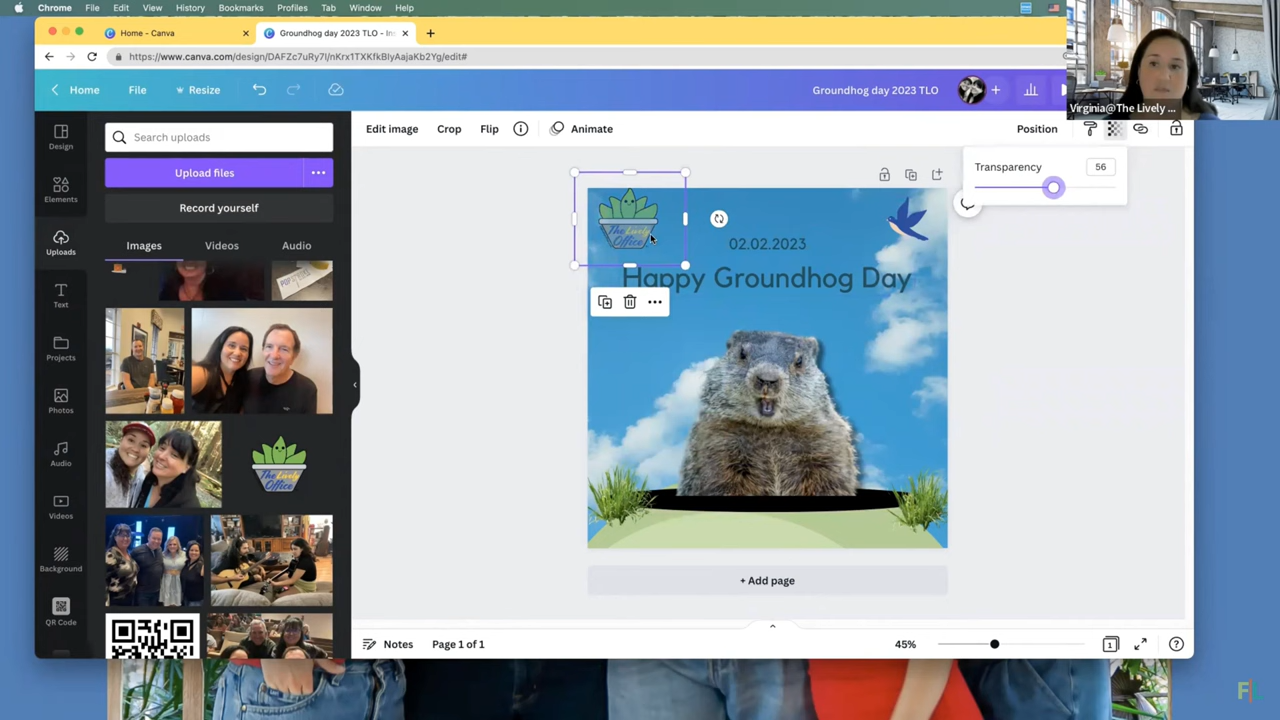 Chrome File Edit View History Bookmarks Profiles Tab Window Help
Home - Canva
Groundhog day 2023 TLO - Ins
https://www.canva.com/design/DAFZc7uRy7I/nKrx1TXKfkBlyAajaKb2Yg/edit#
Home File Resize
Groundhog day 2023 TLO
Virginia@The Lively ...
Design
Elements
Uploads
Text
Projects
Photos
Audio
Videos
Background
QR Code
Search uploads
Upload files
Record yourself
Images Videos Audio
The Lively
Office
Edit image Crop Flip Animate
Position
Transparency 56
The Lively
Office
02.02.2023
Happy Groundhog Day
+ Add page
Notes Page 1 of 1
45%
1
F